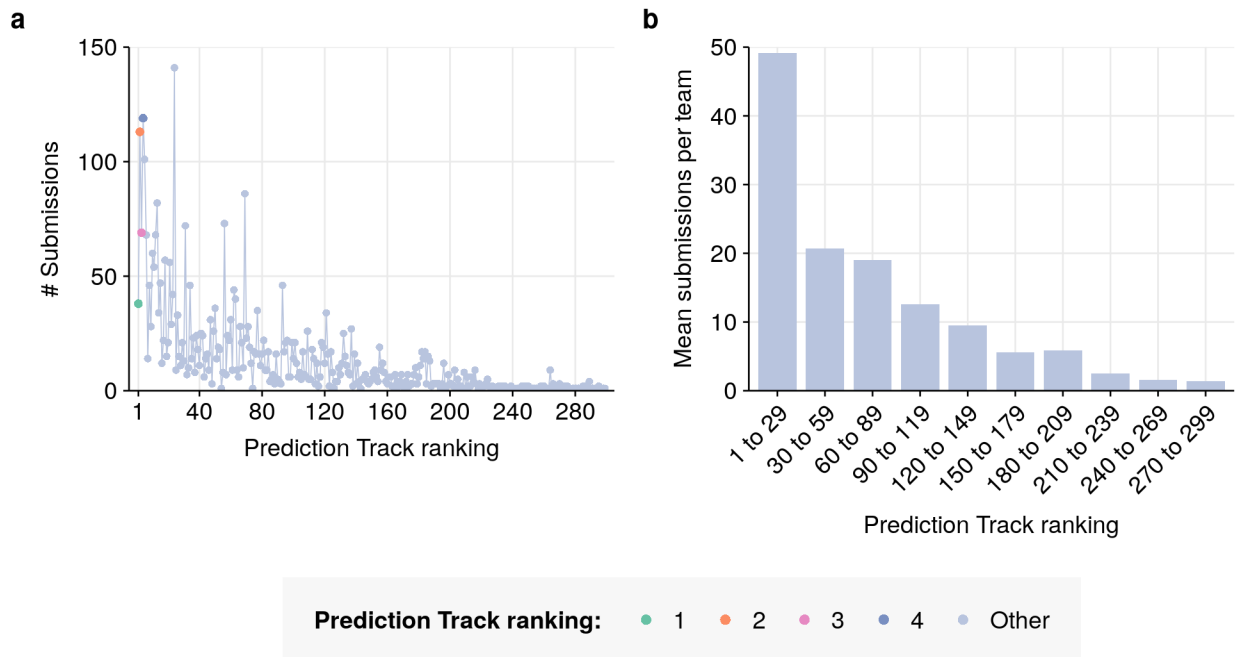 a
150
100
50
0
# Submissions
1 40 80 120 160 200 240 280
Prediction Track ranking
b
50
40
30
20
10
0
Mean submissions per team
1 to 29
30 to 59
60 to 89
90 to 119
120 to 149
150 to 179
180 to 209
210 to 239
240 to 269
270 to 299
Prediction Track ranking
Prediction Track ranking: 1 2 3 4 Other